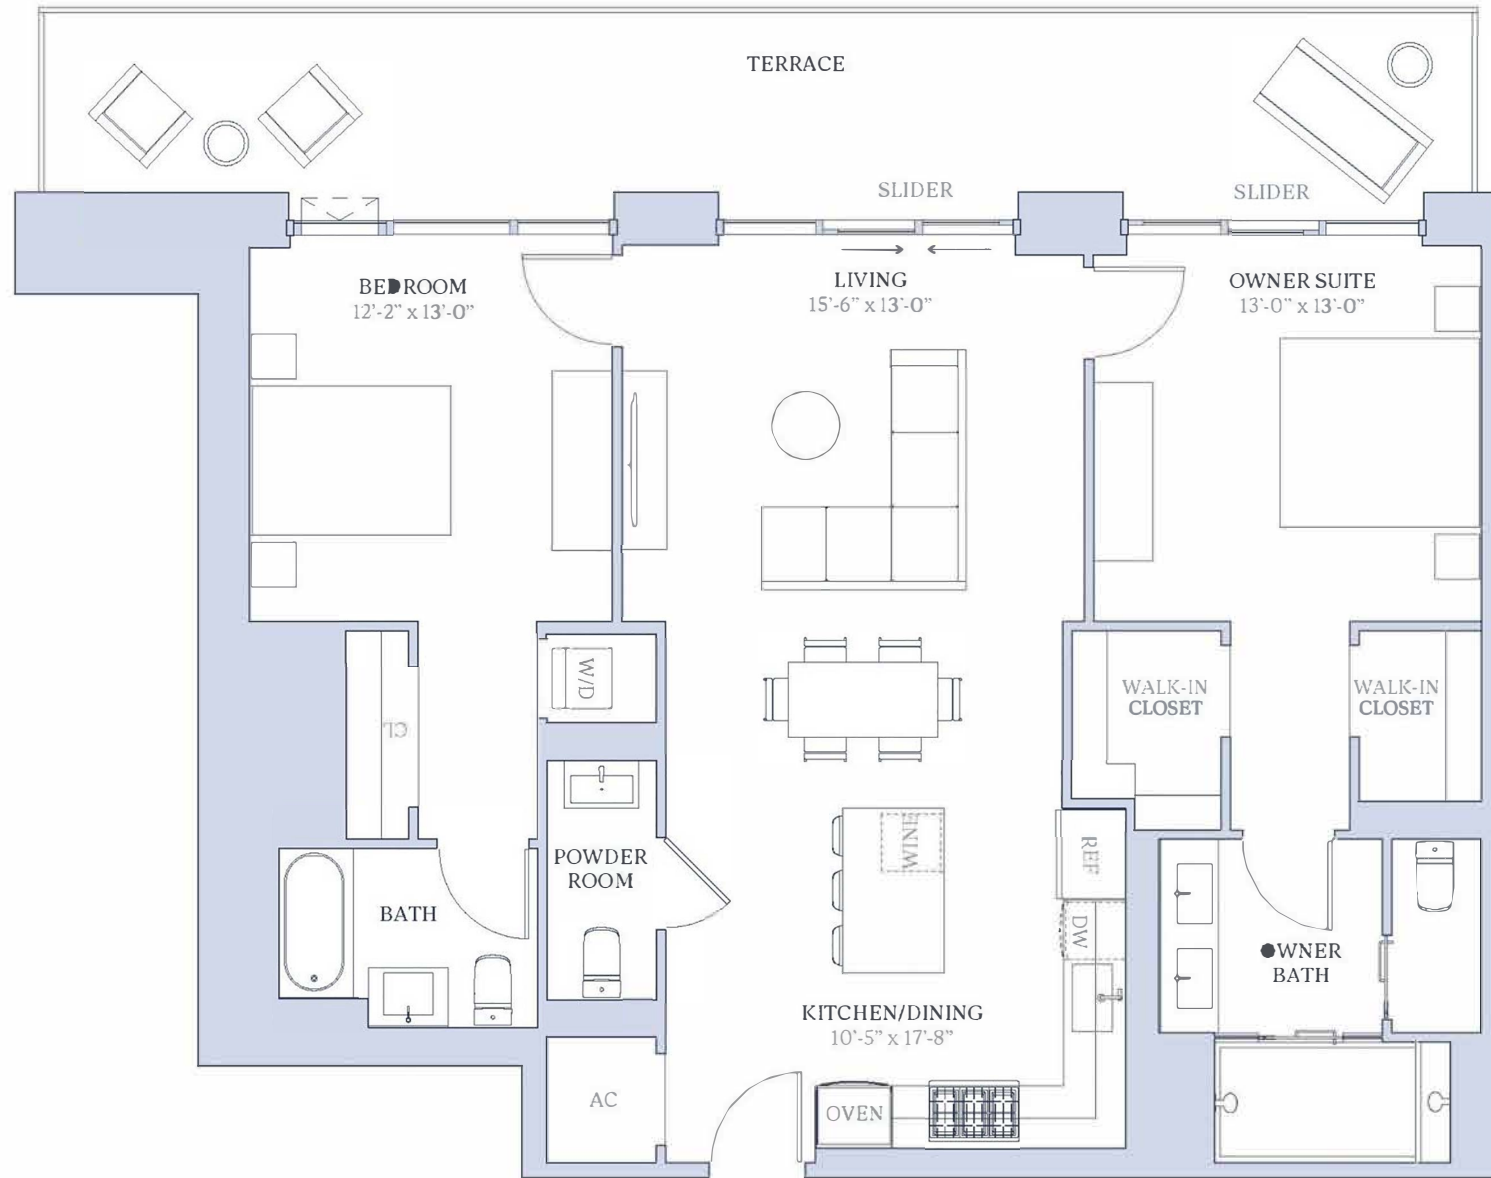 TERRACE
SLIDER
SLIDER
BEDROOM
12'-2" x 13'-0"
LIVING
15'-6" x 13'-0"
OWNER SUITE
13'-0" x 13'-0"
W/D
CL
WALK-IN
CLOSET
WALK-IN
CLOSET
POWDER
ROOM
WINE
REF
BATH
DW
OWNER
BATH
KITCHEN/DINING
10'-5" x 17'-8"
AC
OVEN